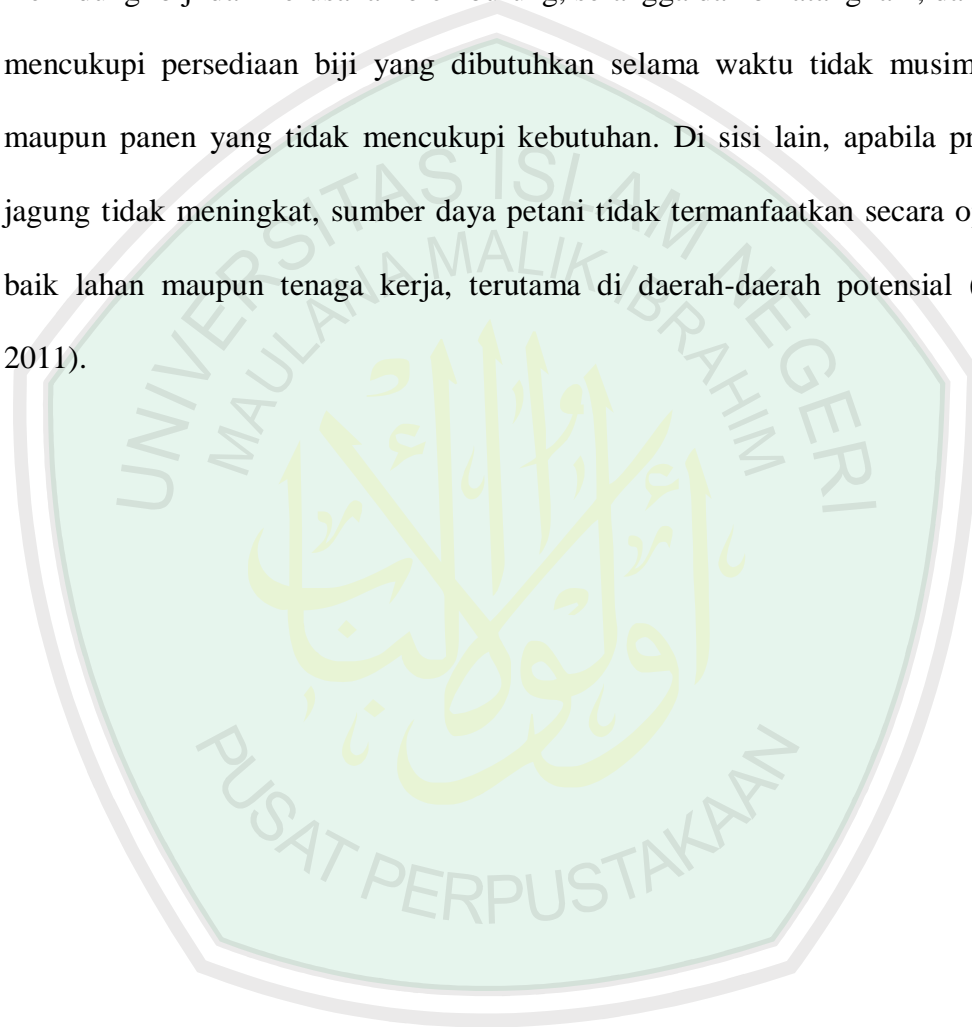 mencukupi persediaan biji yang dibutuhkan selama waktu tidak musim
maupun panen yang tidak mencukupi kebutuhan. Di sisi lain, apabila
jagung tidak meningkat, sumber daya petani tidak termanfaatkan secara
baik lahan maupun tenaga kerja, terutama di daerah-daerah potensial (
2011).
UNIVERSITAS ISLAM NEGERI
MAULANA MALIK IBRAHIM
أولوا الألباب
PUSAT PERPUSTAKAAN